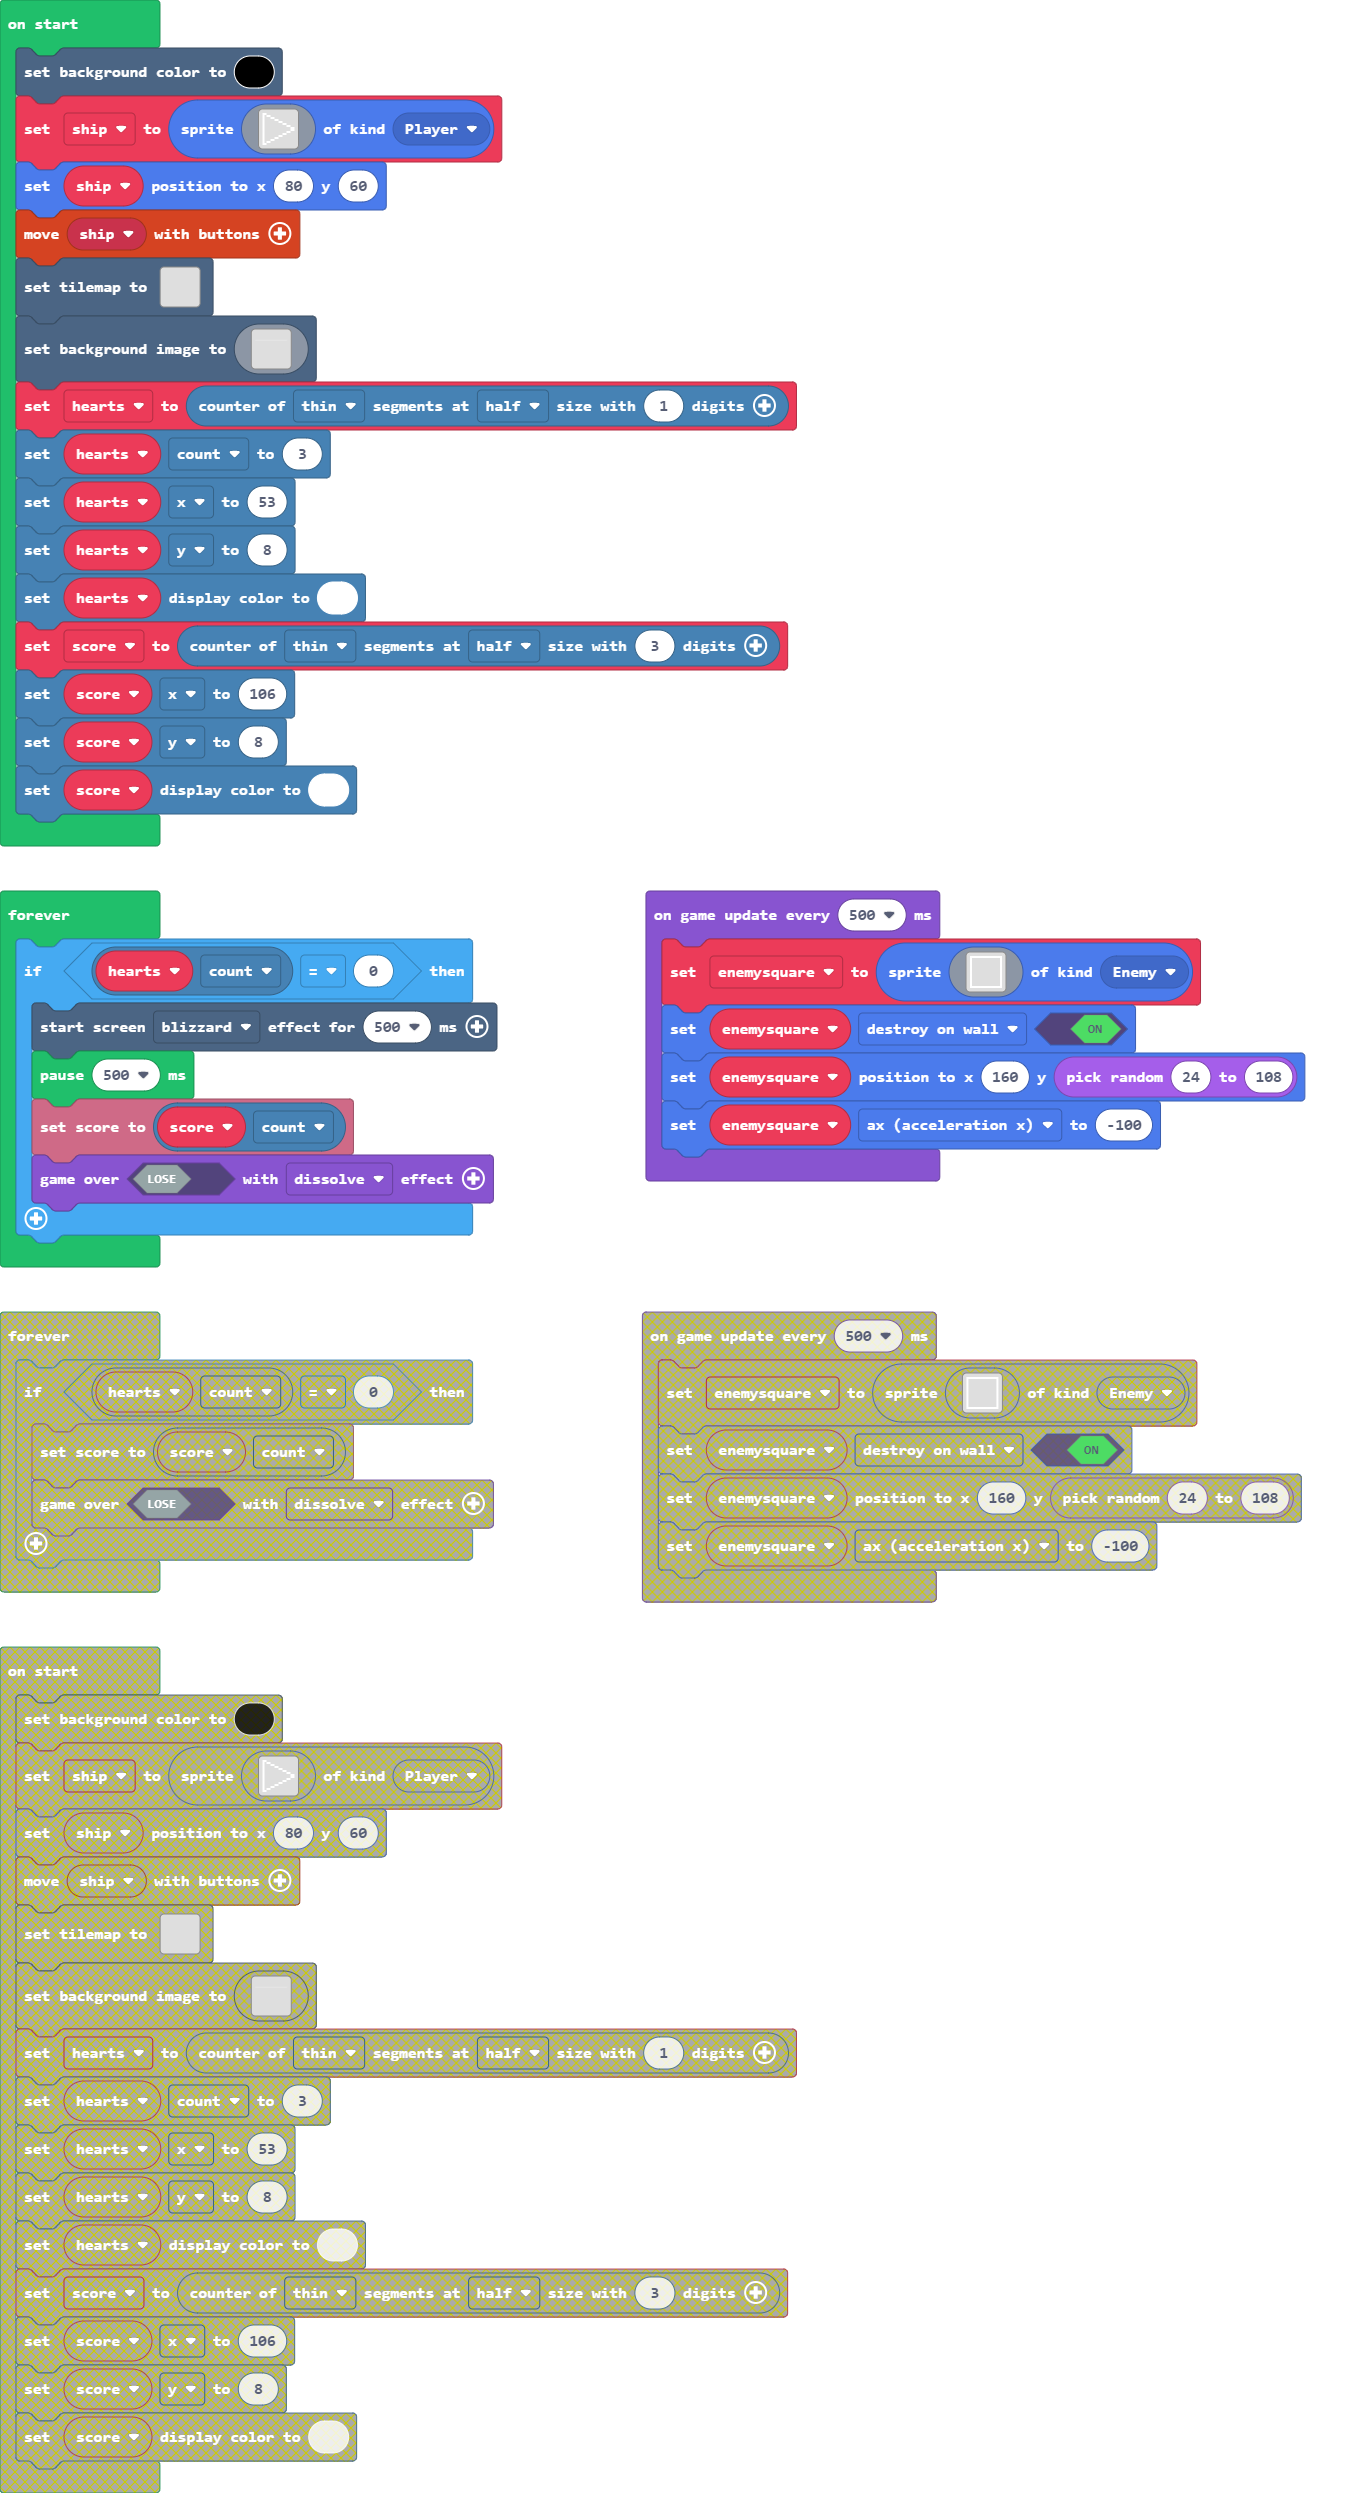 on start
set background color to
set ship to sprite of kind Player
set ship position to x 80 y 60
move ship with buttons
set tilemap to
set background image to
set hearts to counter of thin segments at half size with 1 digits
set hearts count to 3
set hearts x to 53
set hearts y to 8
set hearts display color to
set score to counter of thin segments at half size with 3 digits
set score x to 106
set score y to 8
set score display color to
forever
if hearts count = 0 then
start screen blizzard effect for 500 ms
pause 500 ms
set score to score count
game over LOSE with dissolve effect
on game update every 500 ms
set enemysquare to sprite of kind Enemy
set enemysquare destroy on wall ON
set enemysquare position to x 160 y pick random 24 to 108
set enemysquare ax (acceleration x) to -100
forever
if hearts count = 0 then
set score to score count
game over LOSE with dissolve effect
on game update every 500 ms
set enemysquare to sprite of kind Enemy
set enemysquare destroy on wall ON
set enemysquare position to x 160 y pick random 24 to 108
set enemysquare ax (acceleration x) to -100
on start
set background color to
set ship to sprite of kind Player
set ship position to x 80 y 60
move ship with buttons
set tilemap to
set background image to
set hearts to counter of thin segments at half size with 1 digits
set hearts count to 3
set hearts x to 53
set hearts y to 8
set hearts display color to
set score to counter of thin segments at half size with 3 digits
set score x to 106
set score y to 8
set score display color to